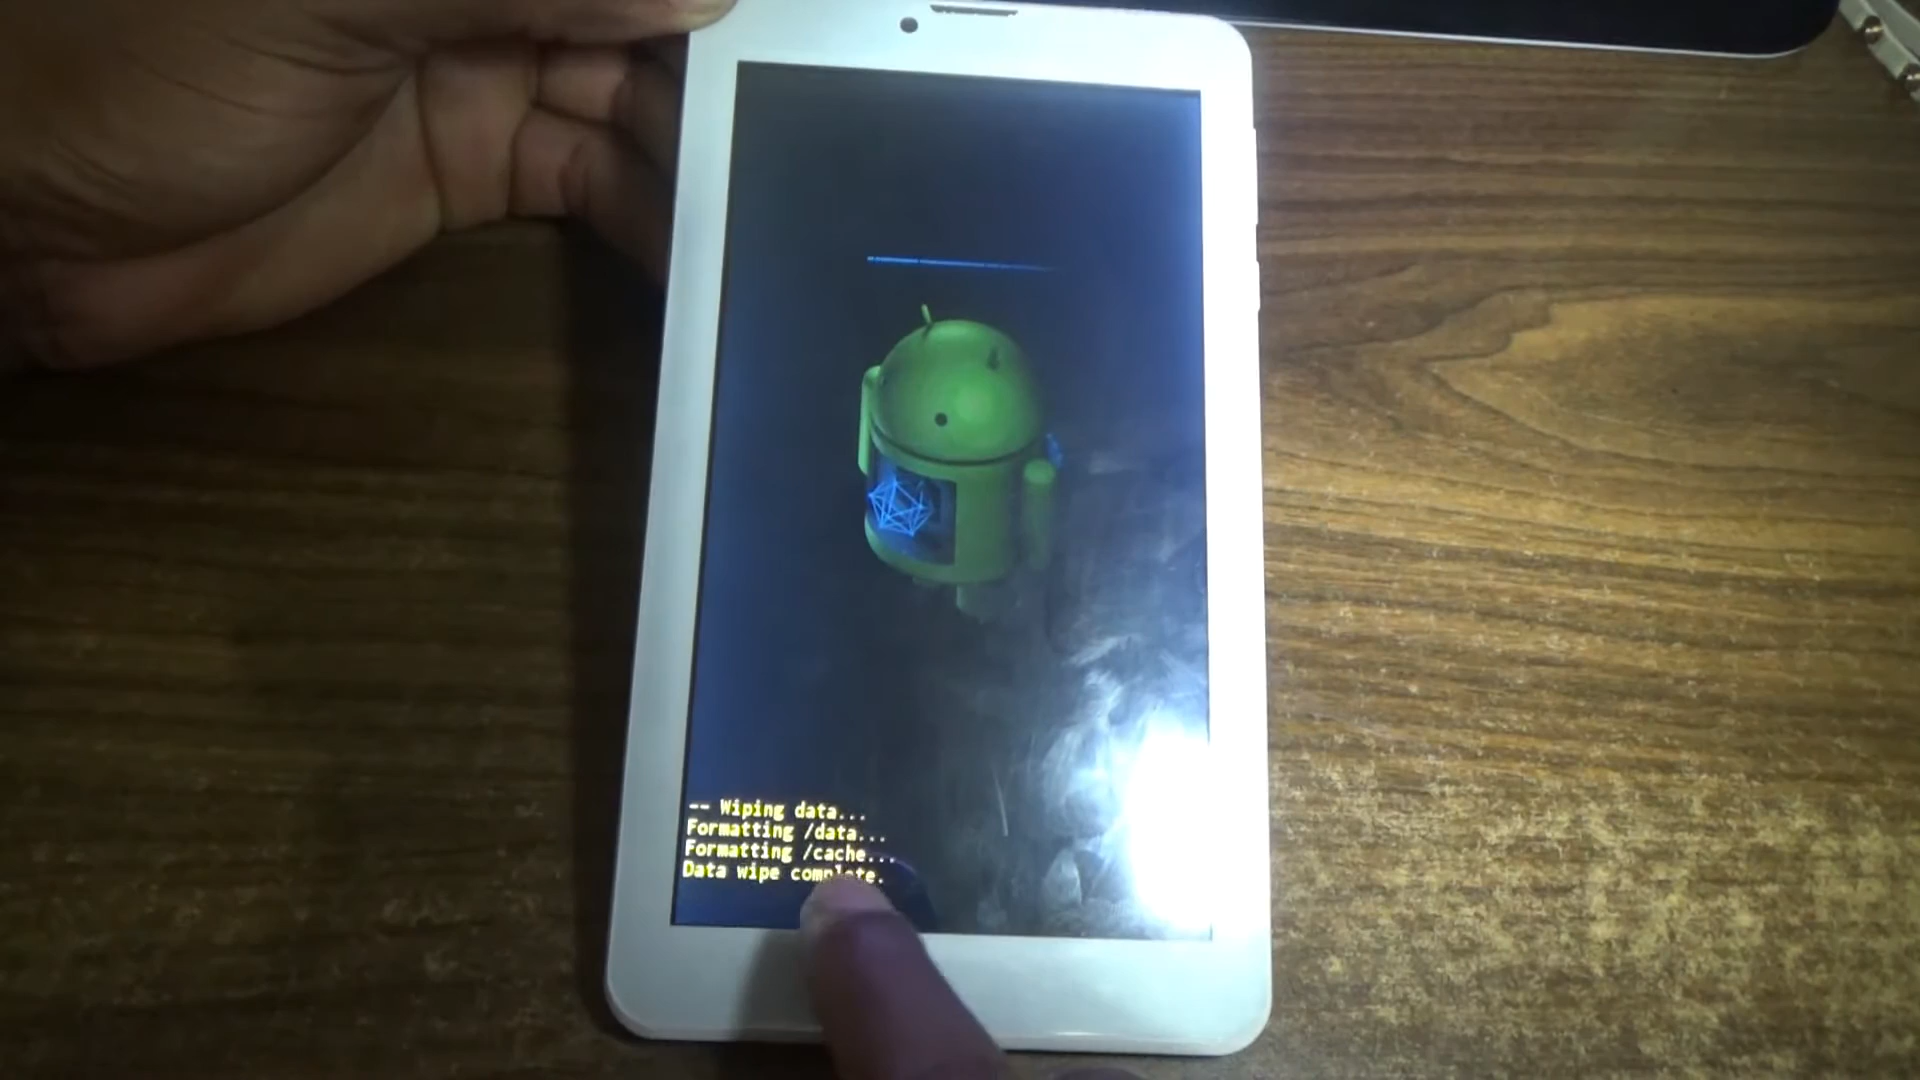 -- Wiping data...
Formatting /data...
Formatting /cache...
Data wipe complete.